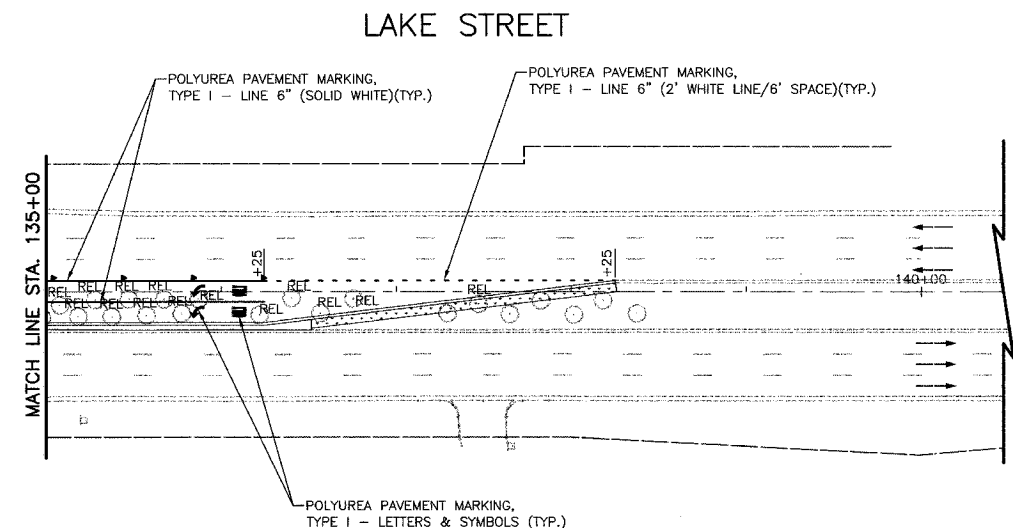 LAKE STREET
POLYUREA PAVEMENT MARKING,
TYPE I – LINE 6" (SOLID WHITE)(TYP.)
POLYUREA PAVEMENT MARKING,
TYPE I – LINE 6" (2' WHITE LINE/6' SPACE)(TYP.)
MATCH LINE STA. 135+00
+25
+25
140+00
REL REL REL REL REL REL REL
REL REL REL REL REL REL REL
POLYUREA PAVEMENT MARKING,
TYPE I – LETTERS & SYMBOLS (TYP.)